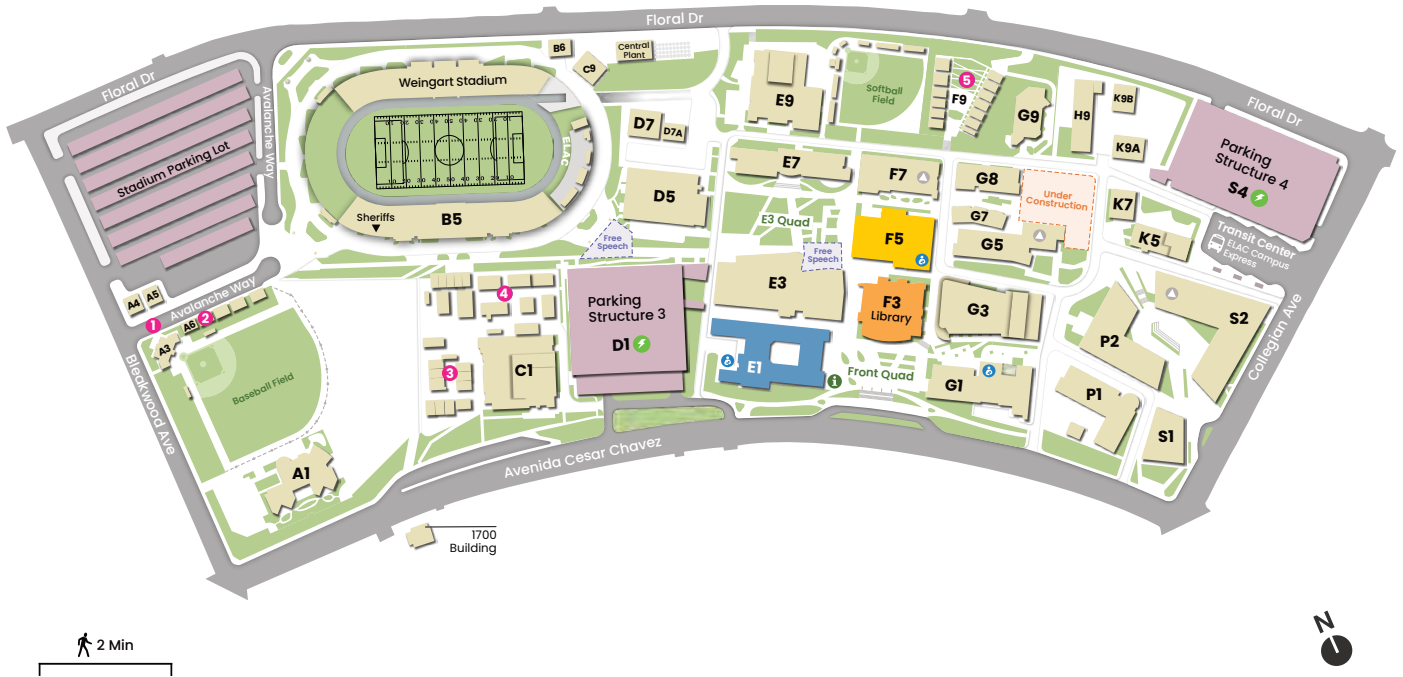 Floral Dr
Floral Dr
Floral Dr
Avalanche Way
Stadium Parking Lot
Weingart Stadium
ELAC
Sheriffs
B5
B6
C9
Central
Plant
D7
D7A
D5
Free
Speech
E9
Softball
Field
5
F9
G9
H9
K9B
K9A
Parking
Structure 4
S4
E7
F7
G8
Under
Construction
G7
G5
K7
K5
Transit Center
ELAC Campus
Express
E3 Quad
Free
Speech
F5
E3
F3
Library
G3
A4
A5
Avalanche Way
1
2
A6
A3
Baseball Field
Bleakwood Ave
A1
4
3
C1
Parking
Structure 3
D1
E1
i
Front Quad
G1
P2
P1
S2
S1
Collegian Ave
Avenida Cesar Chavez
1700
Building
2 Min
N